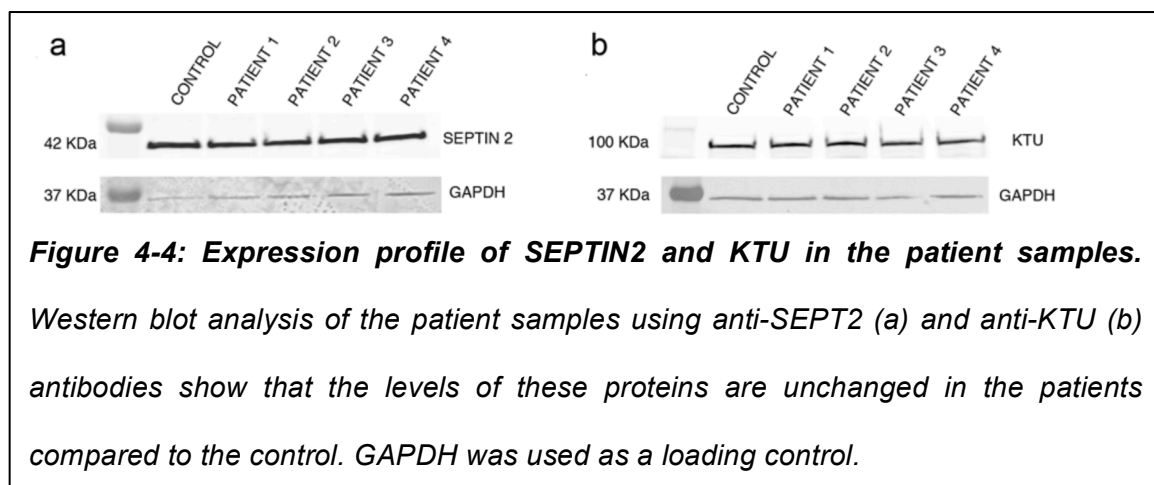 a
CONTROL PATIENT 1 PATIENT 2 PATIENT 3 PATIENT 4
42 KDa SEPTIN 2
37 KDa GAPDH
b
CONTROL PATIENT 1 PATIENT 2 PATIENT 3 PATIENT 4
100 KDa KTU
37 KDa GAPDH
Figure 4-4: Expression profile of SEPTIN2 and KTU in the patient samples.
Western blot analysis of the patient samples using anti-SEPT2 (a) and anti-KTU (b)
antibodies show that the levels of these proteins are unchanged in the patients
compared to the control. GAPDH was used as a loading control.